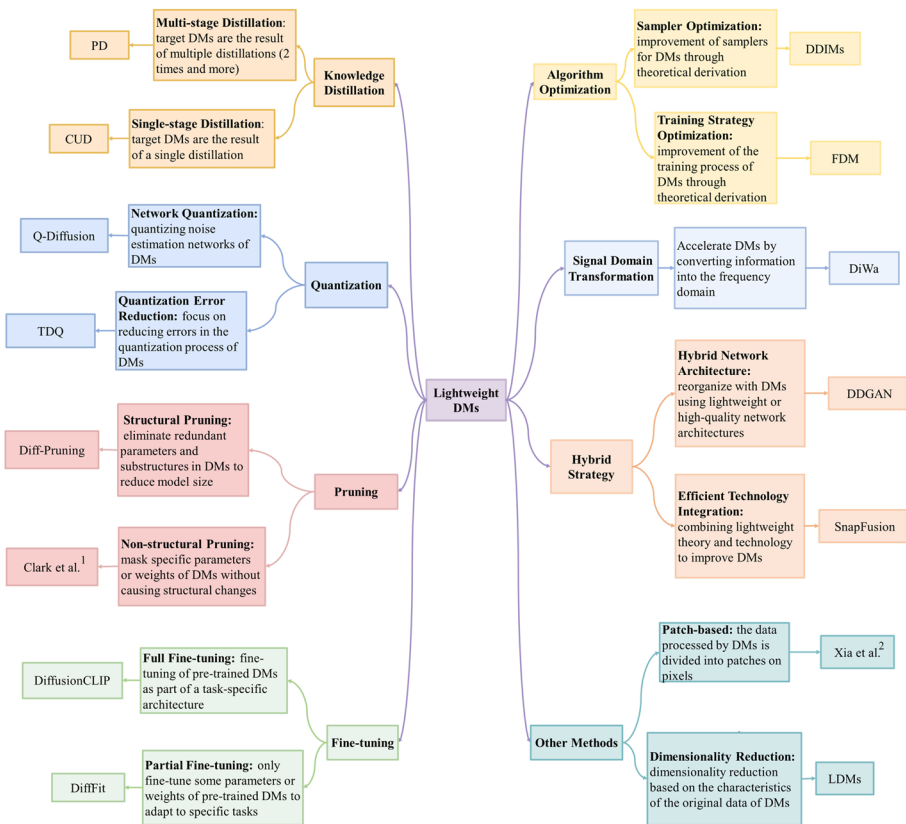 Lightweight
DMs
Knowledge
Distillation
Multi-stage Distillation:
target DMs are the result
of multiple distillations (2
times and more)
PD
Single-stage Distillation:
target DMs are the result
of a single distillation
CUD
Quantization
Network Quantization:
quantizing noise
estimation networks of
DMs
Q-Diffusion
Quantization Error
Reduction: focus on
reducing errors in the
quantization process of
DMs
TDQ
Pruning
Structural Pruning:
eliminate redundant
parameters and
substructures in DMs to
reduce model size
Diff-Pruning
Non-structural Pruning:
mask specific parameters
or weights of DMs without
causing structural changes
Clark et al.1
Fine-tuning
Full Fine-tuning: fine-
tuning of pre-trained DMs
as part of a task-specific
architecture
DiffusionCLIP
Partial Fine-tuning: only
fine-tune some parameters or
weights of pre-trained DMs to
adapt to specific tasks
DiffFit
Algorithm
Optimization
Sampler Optimization:
improvement of samplers
for DMs through
theoretical derivation
DDIMs
Training Strategy
Optimization:
improvement of the
training process of
DMs through
theoretical derivation
FDM
Signal Domain
Transformation
Accelerate DMs by
converting information
into the frequency
domain
DiWa
Hybrid
Strategy
Hybrid Network
Architecture:
reorganize with DMs
using lightweight or
high-quality network
architectures
DDGAN
Efficient Technology
Integration:
combining lightweight
theory and technology
to improve DMs
SnapFusion
Other Methods
Patch-based: the data
processed by DMs is
divided into patches on
pixels
Xia et al.2
Dimensionality Reduction:
dimensionality reduction
based on the characteristics
of the original data of DMs
LDMs